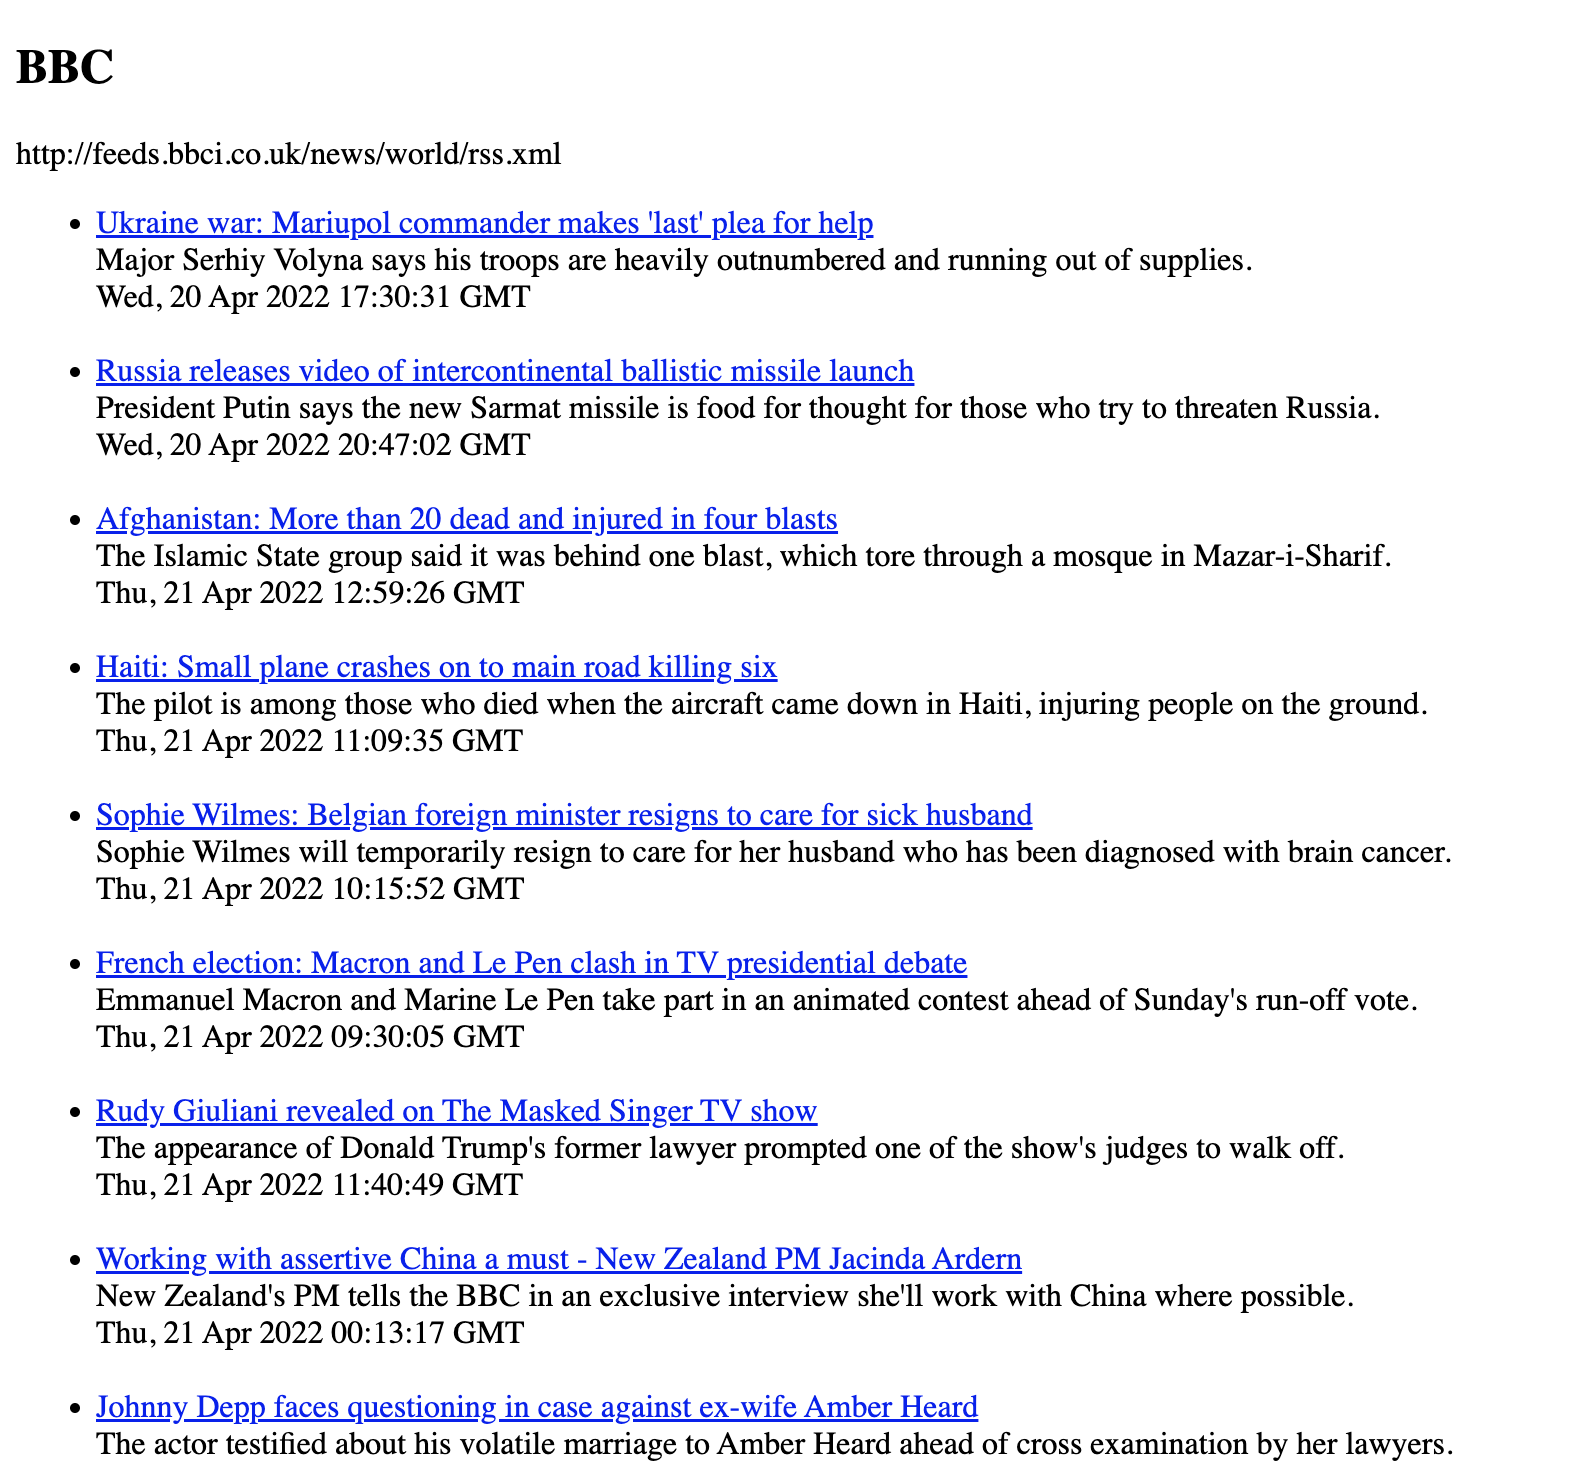 BBC
http://feeds.bbci.co.uk/news/world/rss.xml
Ukraine war: Mariupol commander makes 'last' plea for help
Major Serhiy Volyna says his troops are heavily outnumbered and running out of supplies.
Wed, 20 Apr 2022 17:30:31 GMT
Russia releases video of intercontinental ballistic missile launch
President Putin says the new Sarmat missile is food for thought for those who try to threaten Russia.
Wed, 20 Apr 2022 20:47:02 GMT
Afghanistan: More than 20 dead and injured in four blasts
The Islamic State group said it was behind one blast, which tore through a mosque in Mazar-i-Sharif.
Thu, 21 Apr 2022 12:59:26 GMT
Haiti: Small plane crashes on to main road killing six
The pilot is among those who died when the aircraft came down in Haiti, injuring people on the ground.
Thu, 21 Apr 2022 11:09:35 GMT
Sophie Wilmes: Belgian foreign minister resigns to care for sick husband
Sophie Wilmes will temporarily resign to care for her husband who has been diagnosed with brain cancer.
Thu, 21 Apr 2022 10:15:52 GMT
French election: Macron and Le Pen clash in TV presidential debate
Emmanuel Macron and Marine Le Pen take part in an animated contest ahead of Sunday's run-off vote.
Thu, 21 Apr 2022 09:30:05 GMT
Rudy Giuliani revealed on The Masked Singer TV show
The appearance of Donald Trump's former lawyer prompted one of the show's judges to walk off.
Thu, 21 Apr 2022 11:40:49 GMT
Working with assertive China a must - New Zealand PM Jacinda Ardern
New Zealand's PM tells the BBC in an exclusive interview she'll work with China where possible.
Thu, 21 Apr 2022 00:13:17 GMT
Johnny Depp faces questioning in case against ex-wife Amber Heard
The actor testified about his volatile marriage to Amber Heard ahead of cross examination by her lawyers.